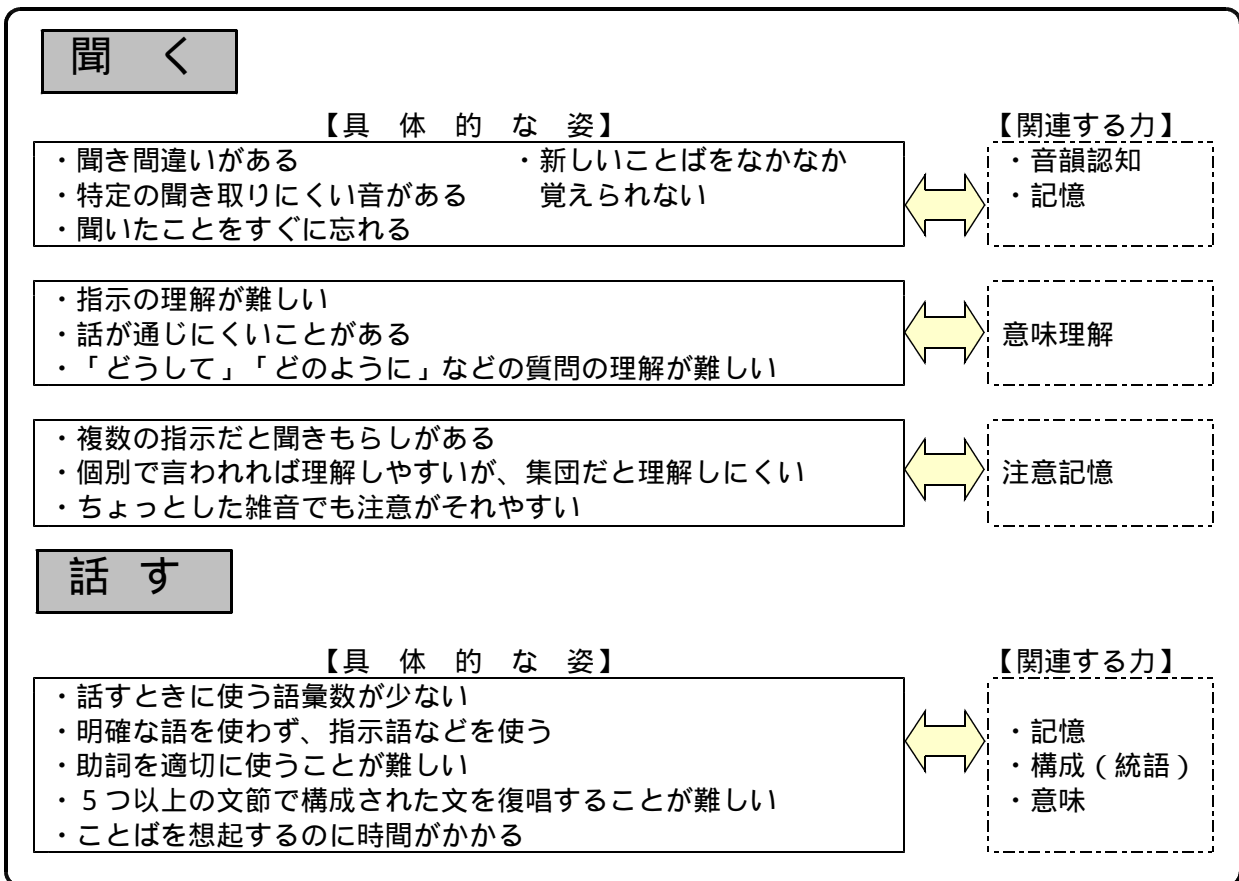 聞 く
【具 体 的 な 姿】 【関連する力】
・聞き間違いがある ・新しいことばをなかなか
・特定の聞き取りにくい音がある 覚えられない
・聞いたことをすぐに忘れる
・音韻認知
・記憶
・指示の理解が難しい
・話が通じにくいことがある
・「どうして」「どのように」などの質問の理解が難しい
意味理解
・複数の指示だと聞きもらしがある
・個別で言われれば理解しやすいが、集団だと理解しにくい
・ちょっとした雑音でも注意がそれやすい
注意記憶
話 す
【具 体 的 な 姿】 【関連する力】
・話すときに使う語彙数が少ない
・明確な語を使わず、指示語などを使う
・助詞を適切に使うことが難しい
・５つ以上の文節で構成された文を復唱することが難しい
・ことばを想起するのに時間がかかる
・記憶
・構成（統語）
・意味